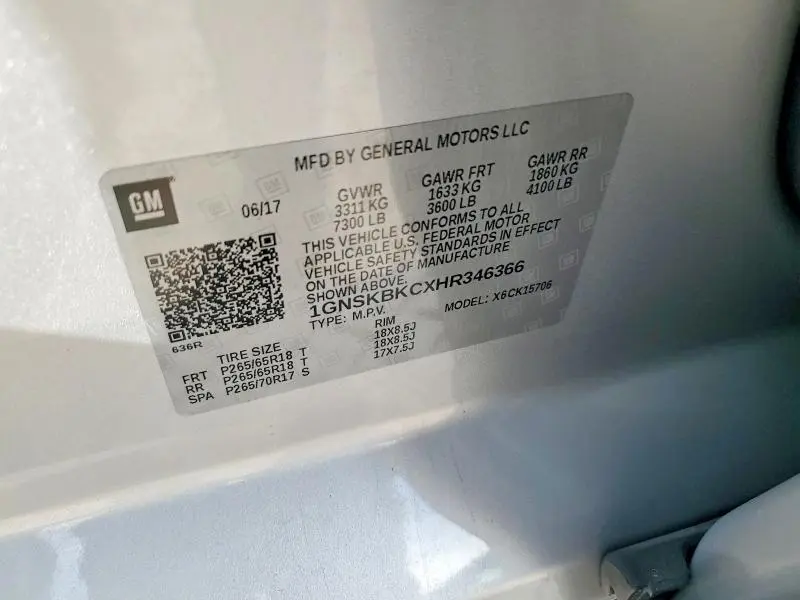 MFD BY GENERAL MOTORS LLC
GM
06/17
GVWR
3311 KG
7300 LB
GAWR FRT
1633 KG
3600 LB
GAWR RR
1860 KG
4100 LB
THIS VEHICLE CONFORMS TO ALL
APPLICABLE U.S. FEDERAL MOTOR
VEHICLE SAFETY STANDARDS IN EFFECT
ON THE DATE OF MANUFACTURE
SHOWN ABOVE.
1GNSKBKCXHR346366
TYPE: M.P.V. MODEL: X6CK15706
636R
TIRE SIZE RIM
FRT P265/65R18 T 18X8.5J
RR P265/65R18 T 18X8.5J
SPA P265/70R17 S 17X7.5J